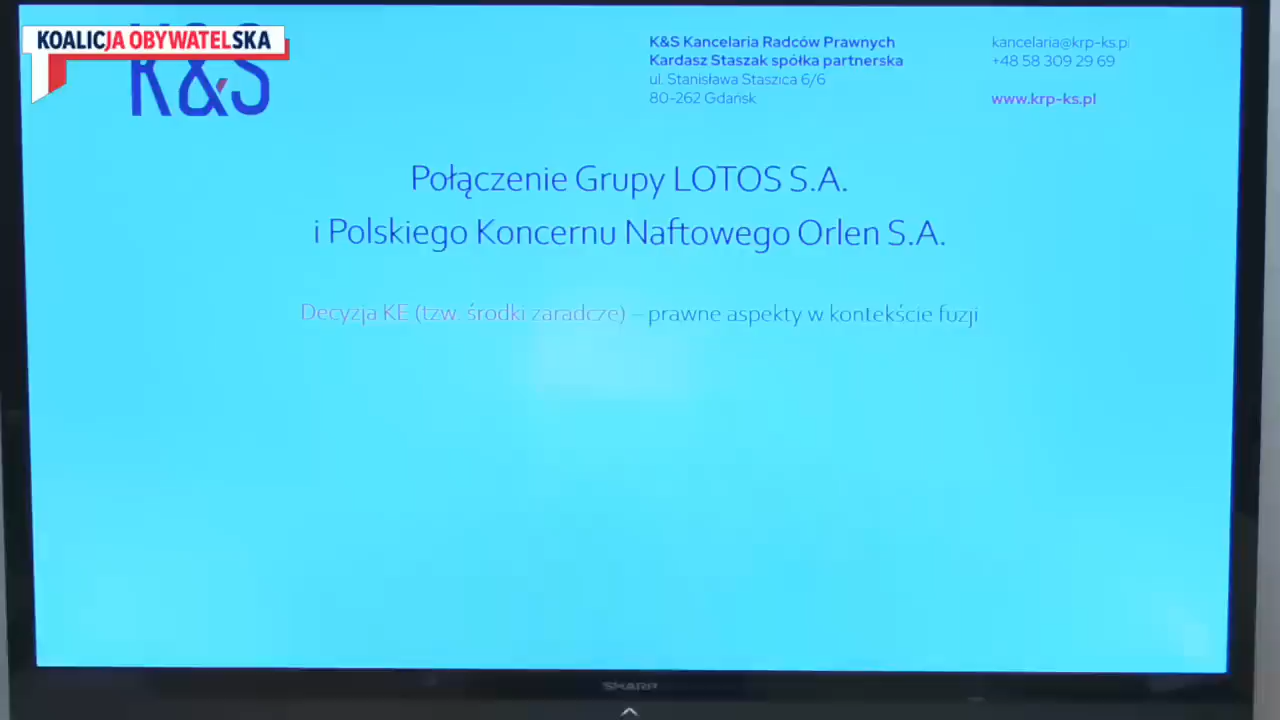 KOALICJA OBYWATELSKA
K&S
K&S Kancelaria Radców Prawnych
Kardasz Staszak spółka partnerska
ul. Stanisława Staszica 6/6
80-262 Gdańsk
kancelaria@krp-ks.pl
+48 58 309 29 69
www.krp-ks.pl
Połączenie Grupy LOTOS S.A.
i Polskiego Koncernu Naftowego Orlen S.A.
Decyzja KE (tzw. środki zaradcze) – prawne aspekty w kontekście fuzji
SHARP